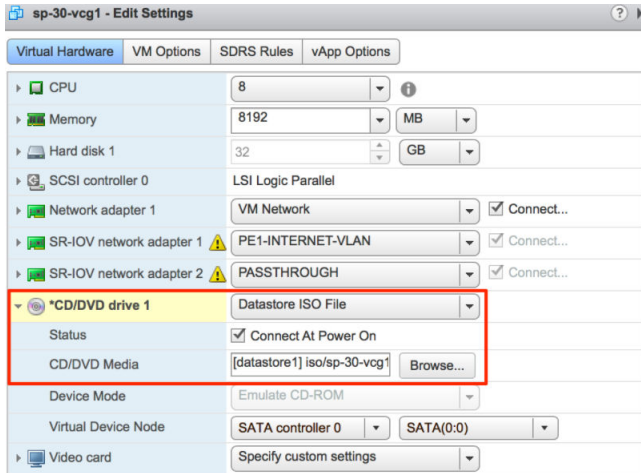 sp-30-vcg1 - Edit Settings
Virtual Hardware VM Options SDRS Rules vApp Options
CPU 8
Memory 8192 MB
Hard disk 1 32 GB
SCSI controller 0 LSI Logic Parallel
Network adapter 1 VM Network Connect...
SR-IOV network adapter 1 PE1-INTERNET-VLAN Connect...
SR-IOV network adapter 2 PASSTHROUGH Connect...
*CD/DVD drive 1 Datastore ISO File
Status Connect At Power On
CD/DVD Media [datastore1] iso/sp-30-vcg1 Browse...
Device Mode Emulate CD-ROM
Virtual Device Node SATA controller 0 SATA(0:0)
Video card Specify custom settings